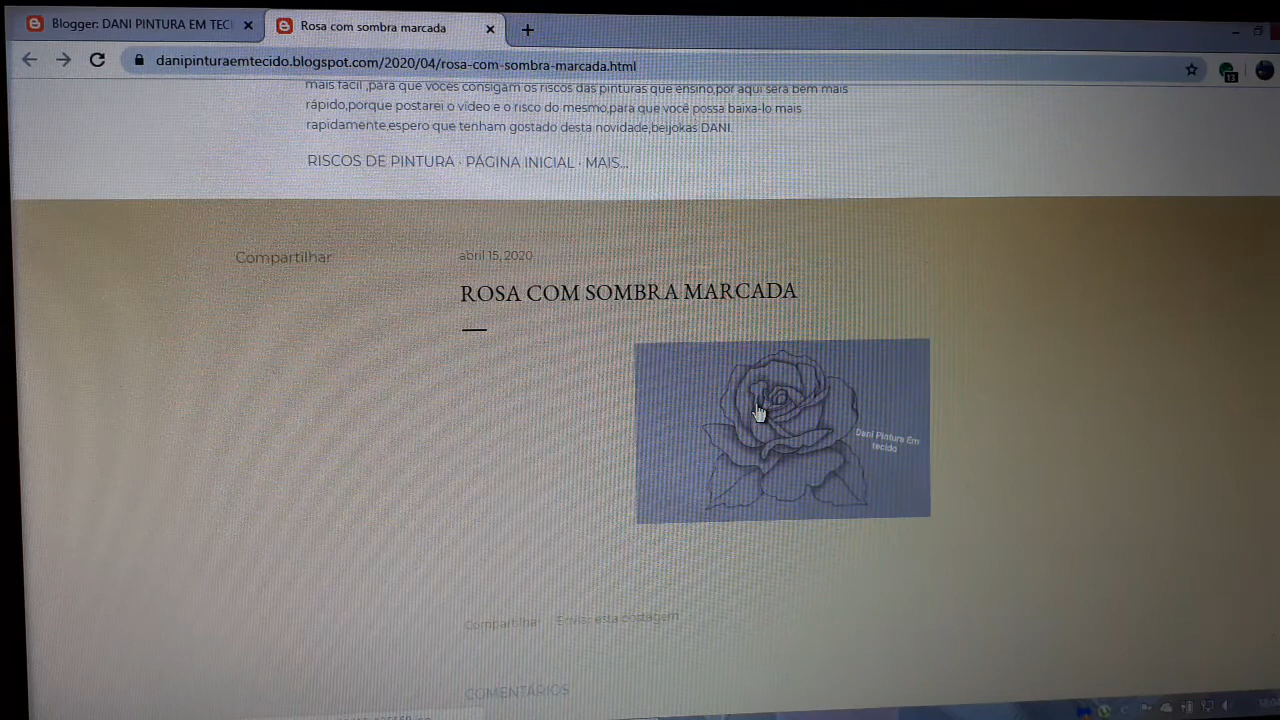 Blogger: DANI PINTURA EM TECI
Rosa com sombra marcada
danipinturaemtecido.blogspot.com/2020/04/rosa-com-sombra-marcada.html
13
mais fácil ,para que vocês consigam os riscos das pinturas que ensino,por aqui será bem mais
rápido,porque postarei o vídeo e o risco do mesmo,para que você possa baixa-lo mais
rapidamente,espero que tenham gostado desta novidade,beijokas DANI.
RISCOS DE PINTURA · PÁGINA INICIAL · MAIS…
Compartilhar
abril 15, 2020
ROSA COM SOMBRA MARCADA
Dani Pintura Em
tecido
Compartilhar
Enviar esta postagem
COMENTÁRIOS